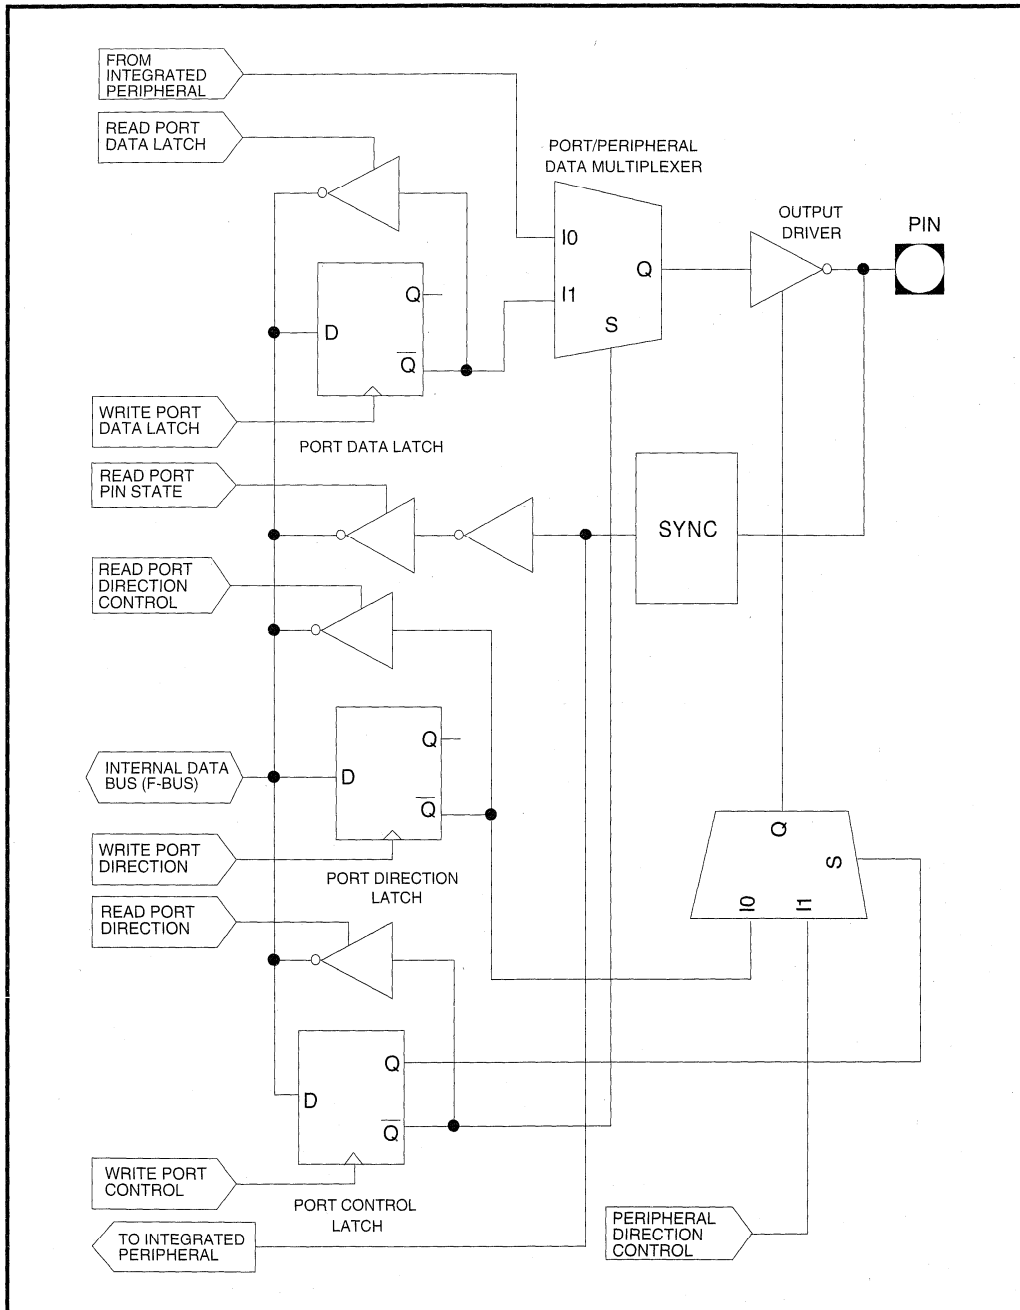 FROM
INTEGRATED
PERIPHERAL
READ PORT
DATA LATCH
PORT/PERIPHERAL
DATA MULTIPLEXER
I0
I1
Q
S
OUTPUT
DRIVER
PIN
Q
D
Q
WRITE PORT
DATA LATCH
PORT DATA LATCH
READ PORT
PIN STATE
SYNC
READ PORT
DIRECTION
CONTROL
Q
INTERNAL DATA
BUS (F-BUS)
D
Q
WRITE PORT
DIRECTION
PORT DIRECTION
LATCH
Q
S
I0
I1
READ PORT
DIRECTION
Q
D
Q
WRITE PORT
CONTROL
PORT CONTROL
LATCH
TO INTEGRATED
PERIPHERAL
PERIPHERAL
DIRECTION
CONTROL